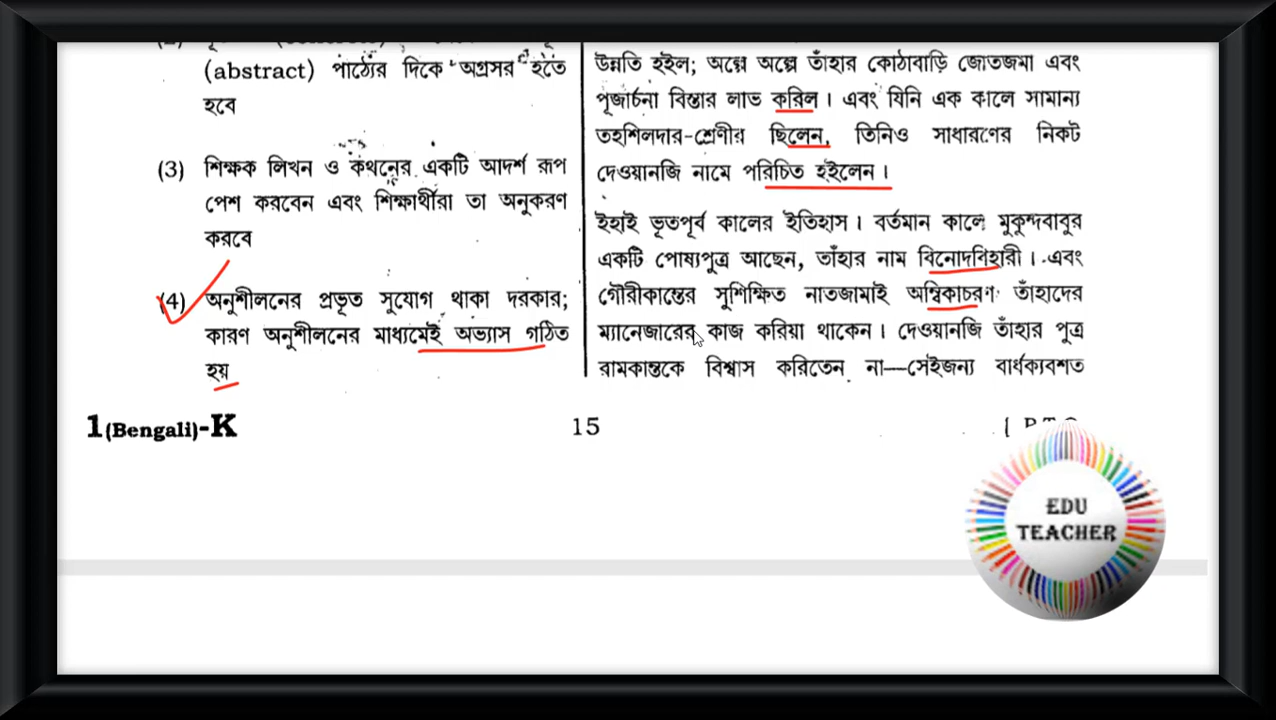 (abstract) পাঠ্যের দিকে অগ্রসর হতে
হবে
(3) শিক্ষক লিখন ও কথনের একটি আদর্শ রূপ
পেশ করবেন এবং শিক্ষার্থীরা তা অনুকরণ
করবে
(4) অনুশীলনের প্রভূত সুযোগ থাকা দরকার;
কারণ অনুশীলনের মাধ্যমেই অভ্যাস গঠিত
হয়
উন্নতি হইল; অল্পে অল্পে তাঁহার কোঠাবাড়ি জোতজমা এবং
পূজার্চনা বিস্তার লাভ করিল। এবং যিনি এক কালে সামান্য
তহশিলদার-শ্রেণীর ছিলেন, তিনিও সাধারণের নিকট
দেওয়ানজি নামে পরিচিত হইলেন।
ইহাই ভূতপূর্ব কালের ইতিহাস। বর্তমান কালে মুকুন্দবাবুর
একটি পোষ্যপুত্র আছেন, তাঁহার নাম বিনোদবিহারী। এবং
গৌরীকান্তের সুশিক্ষিত নাতজামাই অম্বিকাচরণ তাঁহাদের
ম্যানেজারের কাজ করিয়া থাকেন। দেওয়ানজি তাঁহার পুত্র
রামকান্তকে বিশ্বাস করিতেন না—সেইজন্য বার্ধক্যবশত
1(Bengali)-K
15
EDU
TEACHER